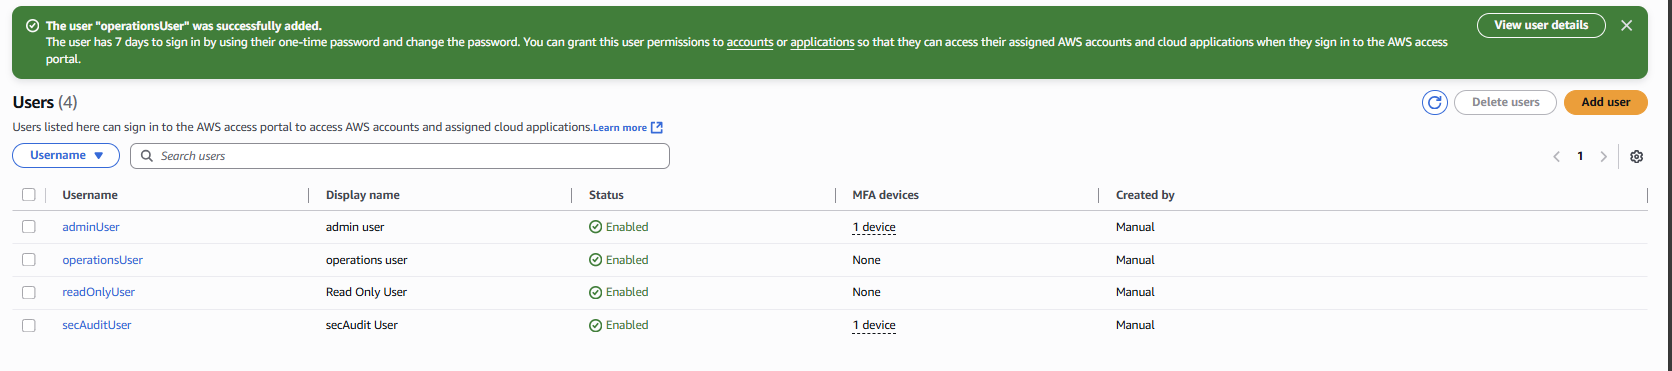 The user "operationsUser" was successfully added.
The user has 7 days to sign in by using their one-time password and change the password. You can grant this user permissions to accounts or applications so that they can access their assigned AWS accounts and cloud applications when they sign in to the AWS access
portal.
View user details
Users (4)
Delete users
Add user
Users listed here can sign in to the AWS access portal to access AWS accounts and assigned cloud applications.Learn more
Username
Search users
1
Username Display name Status MFA devices Created by
adminUser admin user Enabled 1 device Manual
operationsUser operations user Enabled None Manual
readOnlyUser Read Only User Enabled None Manual
secAuditUser secAudit User Enabled 1 device Manual